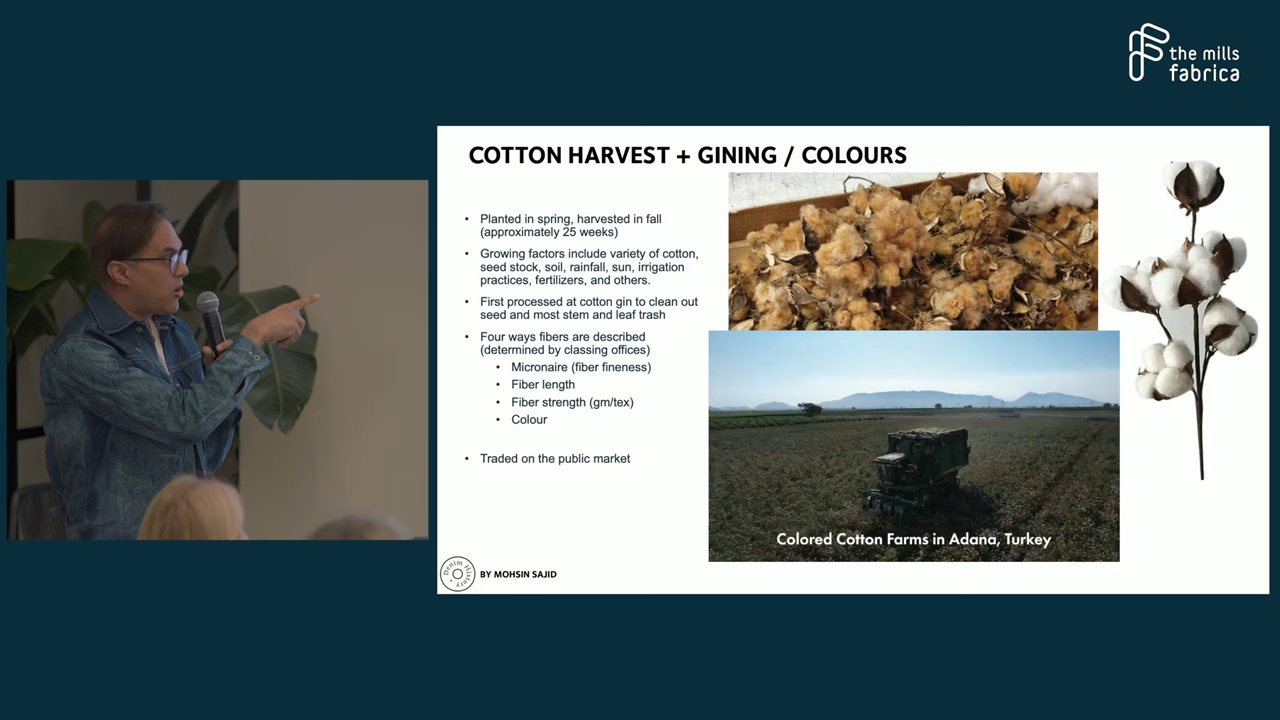 the mills
fabrica
COTTON HARVEST + GINING / COLOURS
• Planted in spring, harvested in fall
(approximately 25 weeks)
• Growing factors include variety of cotton,
seed stock, soil, rainfall, sun, irrigation
practices, fertilizers, and others.
• First processed at cotton gin to clean out
seed and most stem and leaf trash
• Four ways fibers are described
(determined by classing offices)
• Micronaire (fiber fineness)
• Fiber length
• Fiber strength (gm/tex)
• Colour
• Traded on the public market
Colored Cotton Farms in Adana, Turkey
Denim History
BY MOHSIN SAJID